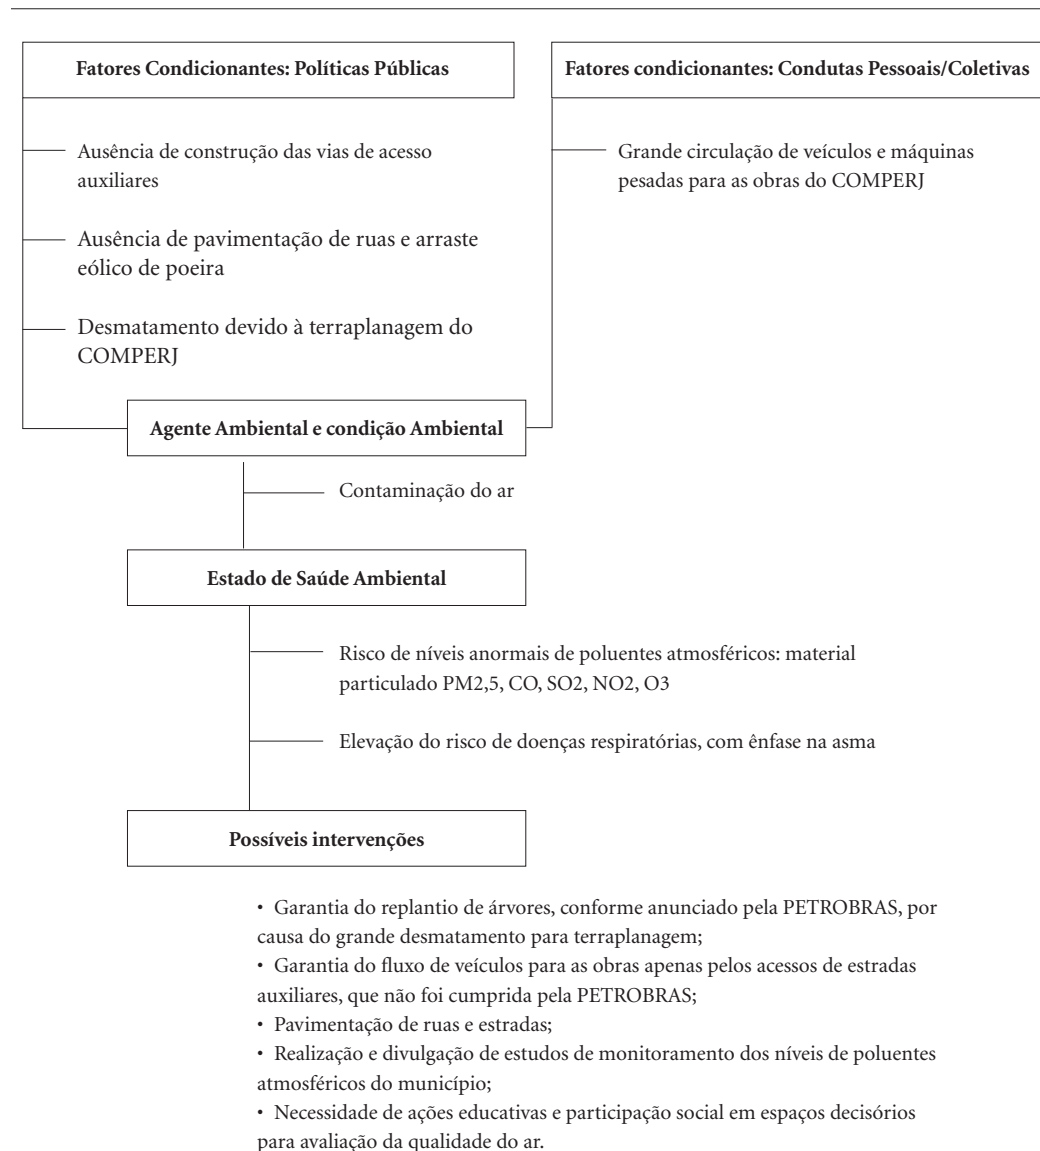 Fatores Condicionantes: Políticas Públicas
Ausência de construção das vias de acesso
auxiliares
Ausência de pavimentação de ruas e arraste
eólico de poeira
Desmatamento devido à terraplanagem do
COMPERJ
Fatores condicionantes: Condutas Pessoais/Coletivas
Grande circulação de veículos e máquinas
pesadas para as obras do COMPERJ
Agente Ambiental e condição Ambiental
Contaminação do ar
Estado de Saúde Ambiental
Risco de níveis anormais de poluentes atmosféricos: material
particulado PM2,5, CO, SO2, NO2, O3
Elevação do risco de doenças respiratórias, com ênfase na asma
Possíveis intervenções
• Garantia do replantio de árvores, conforme anunciado pela PETROBRAS, por
causa do grande desmatamento para terraplanagem;
• Garantia do fluxo de veículos para as obras apenas pelos acessos de estradas
auxiliares, que não foi cumprida pela PETROBRAS;
• Pavimentação de ruas e estradas;
• Realização e divulgação de estudos de monitoramento dos níveis de poluentes
atmosféricos do município;
• Necessidade de ações educativas e participação social em espaços decisórios
para avaliação da qualidade do ar.